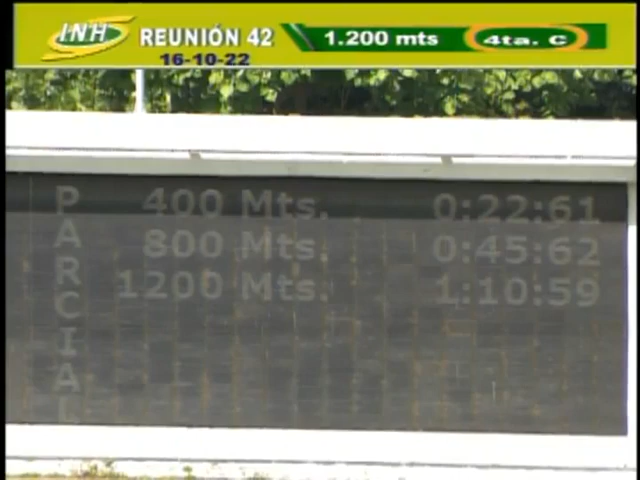 INH
REUNIÓN 42
16-10-22
1.200 mts
4ta. C
PARCIAL
400 Mts. 0:22:61
800 Mts. 0:45:62
1200 Mts. 1:10:59